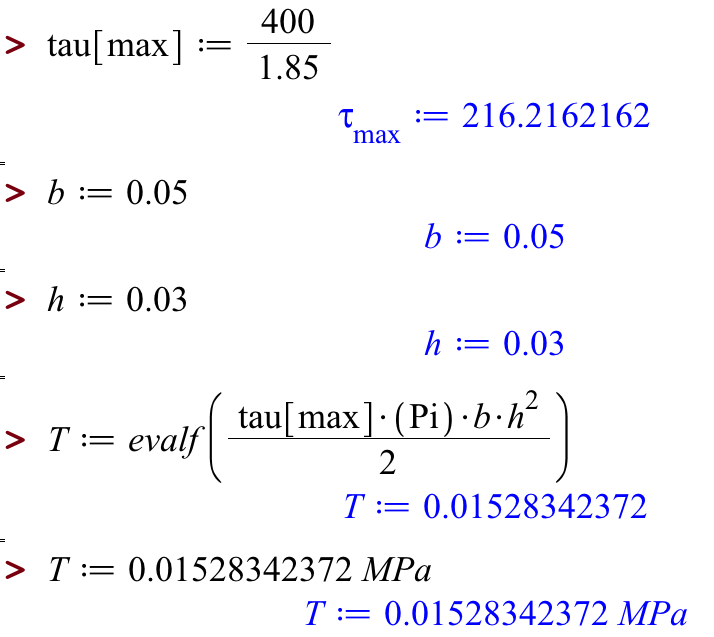 > tau[max] := 400/1.85
τ_max := 216.2162162
> b := 0.05
b := 0.05
> h := 0.03
h := 0.03
> T := evalf((tau[max]·(Pi)·b·h^2)/2)
T := 0.01528342372
> T := 0.01528342372 MPa
T := 0.01528342372 MPa